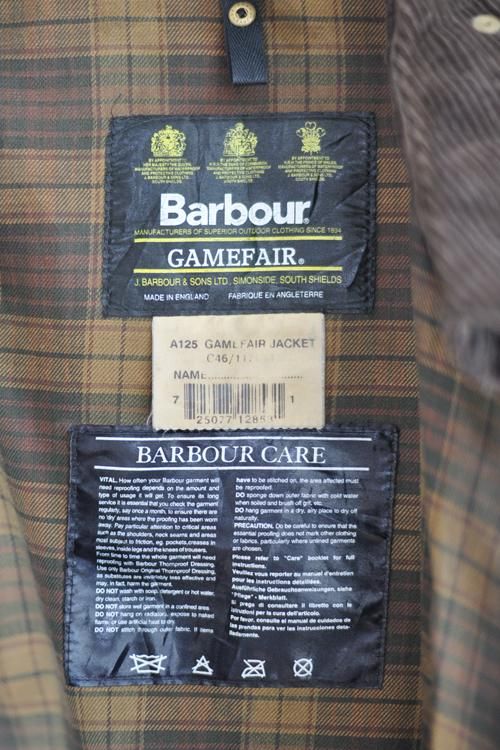 BY APPOINTMENT BY APPOINTMENT BY APPOINTMENT
Barbour®
MANUFACTURERS OF SUPERIOR OUTDOOR CLOTHING SINCE 1894
GAMEFAIR®
J. BARBOUR & SONS LTD, SIMONSIDE, SOUTH SHIELDS
MADE IN ENGLAND FABRIQUE EN ANGLETERRE
A125 GAMEFAIR JACKET
C46/
NAME
7 25077 12863 1
BARBOUR CARE
VITAL. How often your Barbour garment will
need reproofing depends on the amount and
type of usage it will get. To ensure its long
service it is essential that you check the garment
regularly, say once a month, to ensure there are
no 'dry' areas where the proofing has been worn
away. Pay particular attention to critical areas
such as the shoulders, neck seams and areas
most subject to friction, eg. pockets, creases in
sleeves, inside legs and the knees of trousers.
From time to time the whole garment will need
reproofing with Barbour Thornproof Dressing.
Use only Barbour Original Thornproof Dressing,
as substitutes are invariably less effective and
may, in fact, harm the garment.
DO NOT wash with soap, detergent or hot water,
dry clean, starch or iron.
DO NOT store wet garment in a confined area.
DO NOT hang on radiators, expose to naked
flame, or use artificial heat to dry.
DO NOT stitch through outer fabric. If items
have to be stitched on, the area affected must
be reproofed.
DO sponge down outer fabric with cold water
when soiled and brush off grit, etc.
DO hang garment in a dry, airy place to dry off
naturally.
PRECAUTION. Do be careful to ensure that the
essential proofing does not mark other clothing
or fabrics, particularly where unlined garments
are chosen.
Please refer to "Care" booklet for full
instructions.
Veuillez vous reporter au manuel d'entretien
pour les instructions détaillées.
Ausführliche Gebrauchsanweisungen, siehe
"Pflege" - Merkblatt.
Si prega di consultare il libretto con le
istruzioni per la cura dell'articolo.
Por favor, consulte el manual de cuidados de
las prendas para ver las instrucciones deta-
lladamente.